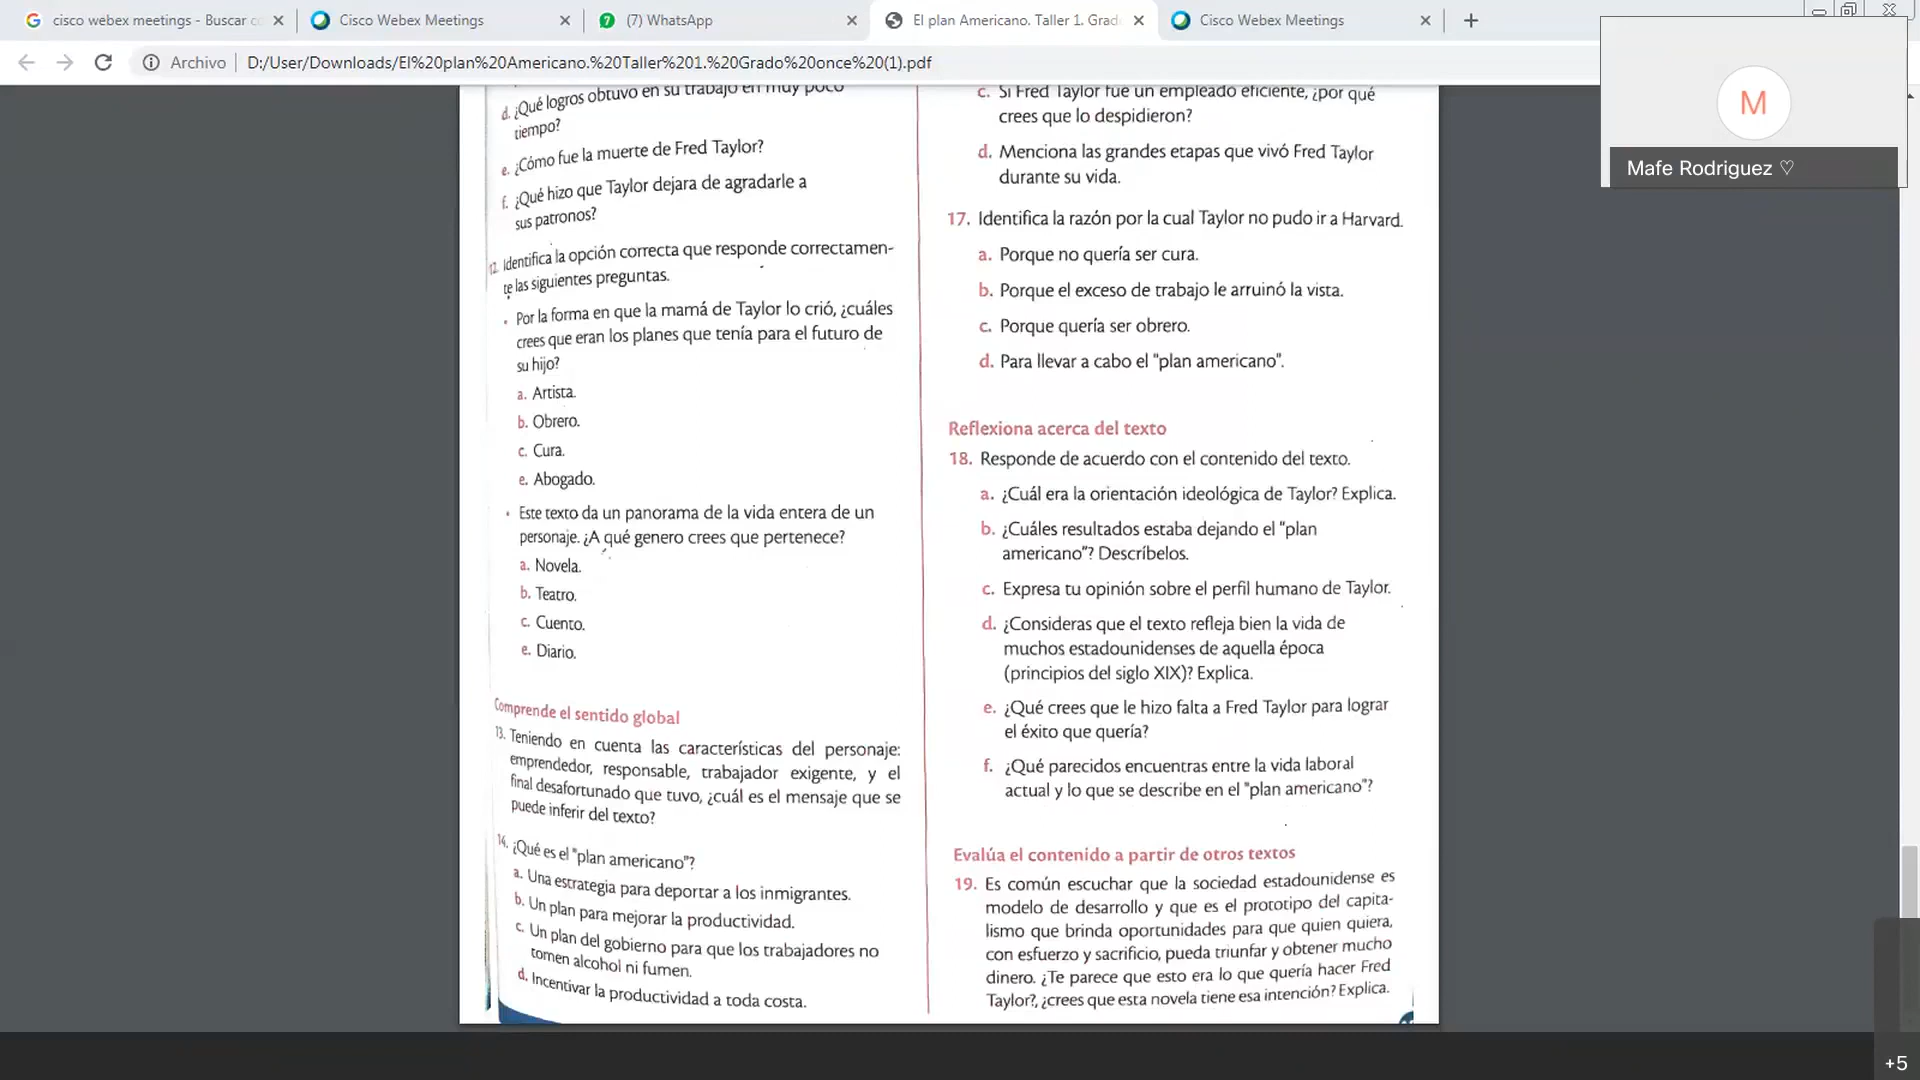 cisco webex meetings - Buscar co
Cisco Webex Meetings
(7) WhatsApp
El plan Americano. Taller 1. Grad
Cisco Webex Meetings
Archivo
D:/User/Downloads/El%20plan%20Americano.%20Taller%201.%20Grado%20once%20(1).pdf
M
Mafe Rodriguez ♡
d. ¿Qué logros obtuvo en su trabajo en muy poco
tiempo?
e. ¿Cómo fue la muerte de Fred Taylor?
f. ¿Qué hizo que Taylor dejara de agradarle a
sus patronos?
12. Identifica la opción correcta que responde correctamen-
te las siguientes preguntas.
• Por la forma en que la mamá de Taylor lo crió, ¿cuáles
crees que eran los planes que tenía para el futuro de
su hijo?
a. Artista.
b. Obrero.
c. Cura.
e. Abogado.
• Este texto da un panorama de la vida entera de un
personaje. ¿A qué genero crees que pertenece?
a. Novela.
b. Teatro.
c. Cuento.
e. Diario.
Comprende el sentido global
13. Teniendo en cuenta las características del personaje:
emprendedor, responsable, trabajador exigente, y el
final desafortunado que tuvo, ¿cuál es el mensaje que se
puede inferir del texto?
14. ¿Qué es el "plan americano"?
a. Una estrategia para deportar a los inmigrantes.
b. Un plan para mejorar la productividad.
c. Un plan del gobierno para que los trabajadores no
tomen alcohol ni fumen.
d. Incentivar la productividad a toda costa.
c. Si Fred Taylor fue un empleado eficiente, ¿por qué
crees que lo despidieron?
d. Menciona las grandes etapas que vivó Fred Taylor
durante su vida.
17. Identifica la razón por la cual Taylor no pudo ir a Harvard.
a. Porque no quería ser cura.
b. Porque el exceso de trabajo le arruinó la vista.
c. Porque quería ser obrero.
d. Para llevar a cabo el "plan americano".
Reflexiona acerca del texto
18. Responde de acuerdo con el contenido del texto.
a. ¿Cuál era la orientación ideológica de Taylor? Explica.
b. ¿Cuáles resultados estaba dejando el "plan
americano"? Descríbelos.
c. Expresa tu opinión sobre el perfil humano de Taylor.
d. ¿Consideras que el texto refleja bien la vida de
muchos estadounidenses de aquella época
(principios del siglo XIX)? Explica.
e. ¿Qué crees que le hizo falta a Fred Taylor para lograr
el éxito que quería?
f. ¿Qué parecidos encuentras entre la vida laboral
actual y lo que se describe en el "plan americano"?
Evalúa el contenido a partir de otros textos
19. Es común escuchar que la sociedad estadounidense es
modelo de desarrollo y que es el prototipo del capita-
lismo que brinda oportunidades para que quien quiera,
con esfuerzo y sacrificio, pueda triunfar y obtener mucho
dinero. ¿Te parece que esto era lo que quería hacer Fred
Taylor?, ¿crees que esta novela tiene esa intención? Explica.
+5